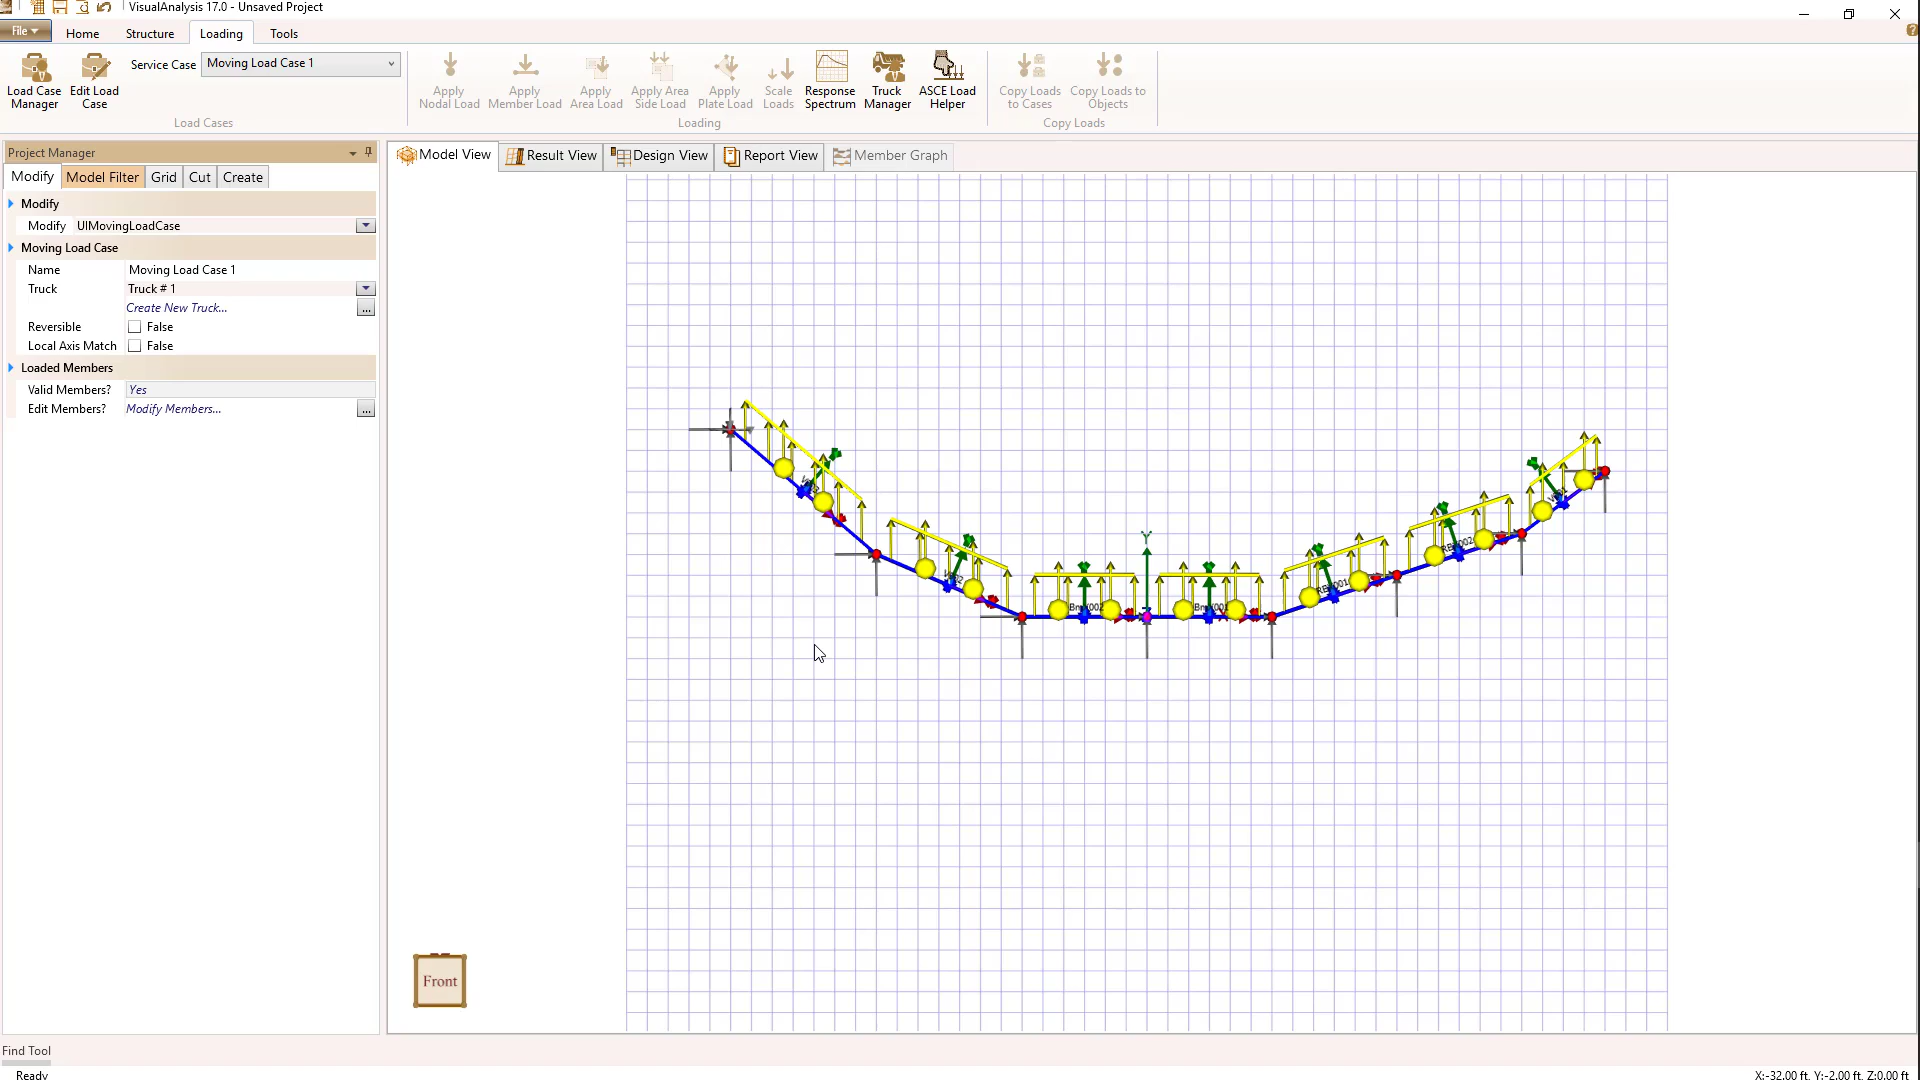 VisualAnalysis 17.0 - Unsaved Project
File
Home
Structure
Loading
Tools
Load Case Manager
Edit Load Case
Service Case
Moving Load Case 1
Load Cases
Apply Nodal Load
Apply Member Load
Apply Area Load
Apply Area Side Load
Apply Plate Load
Scale Loads
Response Spectrum
Truck Manager
ASCE Load Helper
Loading
Copy Loads to Cases
Copy Loads to Objects
Copy Loads
Project Manager
Modify
Model Filter
Grid
Cut
Create
Modify
Modify UIMovingLoadCase
Moving Load Case
Name Moving Load Case 1
Truck Truck # 1
Create New Truck...
...
Reversible False
Local Axis Match False
Loaded Members
Valid Members? Yes
Edit Members? Modify Members...
...
Model View
Result View
Design View
Report View
Member Graph
Y
Front
Find Tool
Ready
X:-32.00 ft, Y:-2.00 ft, Z:0.00 ft